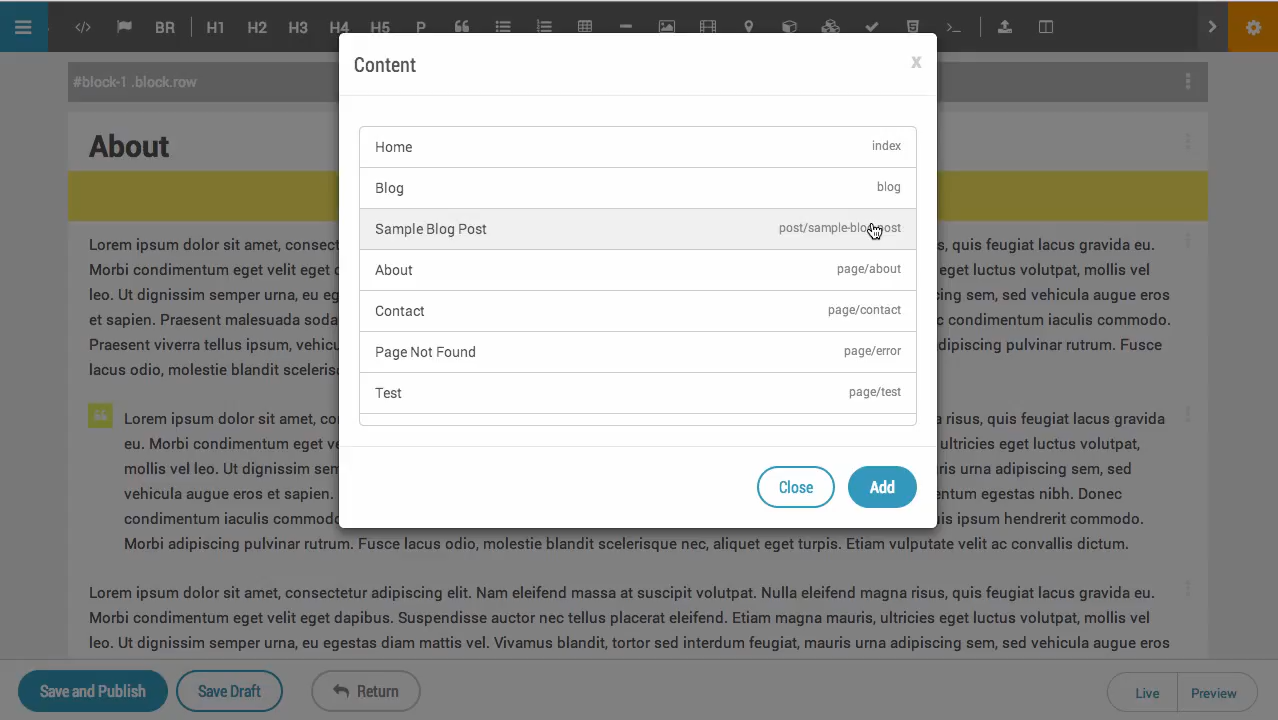 BR H1 H2 H3 H4 H5 P
Content x
#block-1 .block.row
About
Home index
Blog blog
Sample Blog Post post/sample-blog-post
About page/about
Contact page/contact
Page Not Found page/error
Test page/test
Close Add
Lorem ipsum dolor sit amet, consect , quis feugiat lacus gravida eu.
Morbi condimentum eget velit eget d eget luctus volutpat, mollis vel
leo. Ut dignissim semper urna, eu eg cing sem, sed vehicula augue eros
et sapien. Praesent malesuada soda mentum iaculis commodo.
Praesent viverra tellus ipsum, vehicu dipiscing pulvinar rutrum. Fusce
lacus odio, molestie blandit sceleris
Lorem ipsum dolor sit amet, co a risus, quis feugiat lacus gravida
eu. Morbi condimentum eget v ultricies eget luctus volutpat,
mollis vel leo. Ut dignissim sem ris urna adipiscing sem, sed
vehicula augue eros et sapien. entum egestas nibh. Donec
condimentum iaculis commodo uis ipsum hendrerit commodo.
Morbi adipiscing pulvinar rutrum. Fusce lacus odio, molestie blandit scelerisque nec, aliquet eget turpis. Etiam vulputate velit ac convallis dictum.
Lorem ipsum dolor sit amet, consectetur adipiscing elit. Nam eleifend massa at suscipit volutpat. Nulla eleifend magna risus, quis feugiat lacus gravida eu.
Morbi condimentum eget velit eget dapibus. Suspendisse auctor nec tellus placerat eleifend. Etiam magna mauris, ultricies eget luctus volutpat, mollis vel
leo. Ut dignissim semper urna, eu egestas diam mattis vel. Vivamus blandit, tortor sed interdum feugiat, mauris urna adipiscing sem, sed vehicula augue eros
Save and Publish Save Draft Return Live Preview